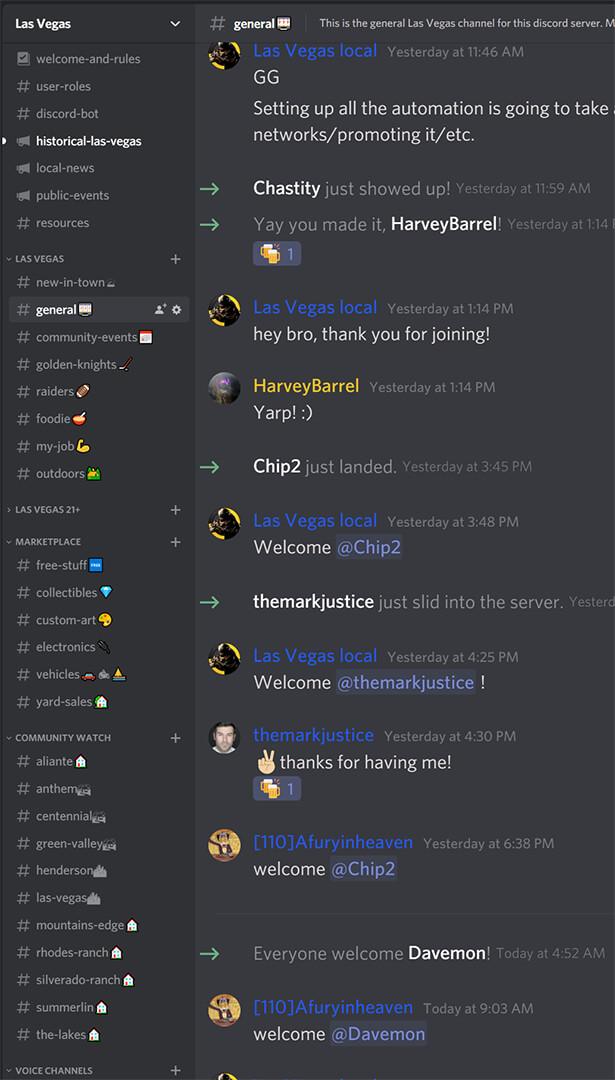 Las Vegas
welcome-and-rules
user-roles
discord-bot
historical-las-vegas
local-news
public-events
resources
LAS VEGAS
new-in-town
general
community-events
golden-knights
raiders
foodie
my-job
outdoors
LAS VEGAS 21+
MARKETPLACE
free-stuff
collectibles
custom-art
electronics
vehicles
yard-sales
COMMUNITY WATCH
aliante
anthem
centennial
green-valley
henderson
las-vegas
mountains-edge
rhodes-ranch
silverado-ranch
summerlin
the-lakes
VOICE CHANNELS
# general This is the general Las Vegas channel for this discord server. M
Las Vegas local Yesterday at 11:46 AM
GG
Setting up all the automation is going to take
networks/promoting it/etc.
Chastity just showed up! Yesterday at 11:59 AM
Yay you made it, HarveyBarrel! Yesterday at 1:14
1
Las Vegas local Yesterday at 1:14 PM
hey bro, thank you for joining!
HarveyBarrel Yesterday at 1:14 PM
Yarp! :)
Chip2 just landed. Yesterday at 3:45 PM
Las Vegas local Yesterday at 3:48 PM
Welcome @Chip2
themarkjustice just slid into the server. Yesterd
Las Vegas local Yesterday at 4:25 PM
Welcome @themarkjustice !
themarkjustice Yesterday at 4:30 PM
✌🏻thanks for having me!
1
[110]Afuryinheaven Yesterday at 6:38 PM
welcome @Chip2
Everyone welcome Davemon! Today at 4:52 AM
[110]Afuryinheaven Today at 9:03 AM
welcome @Davemon